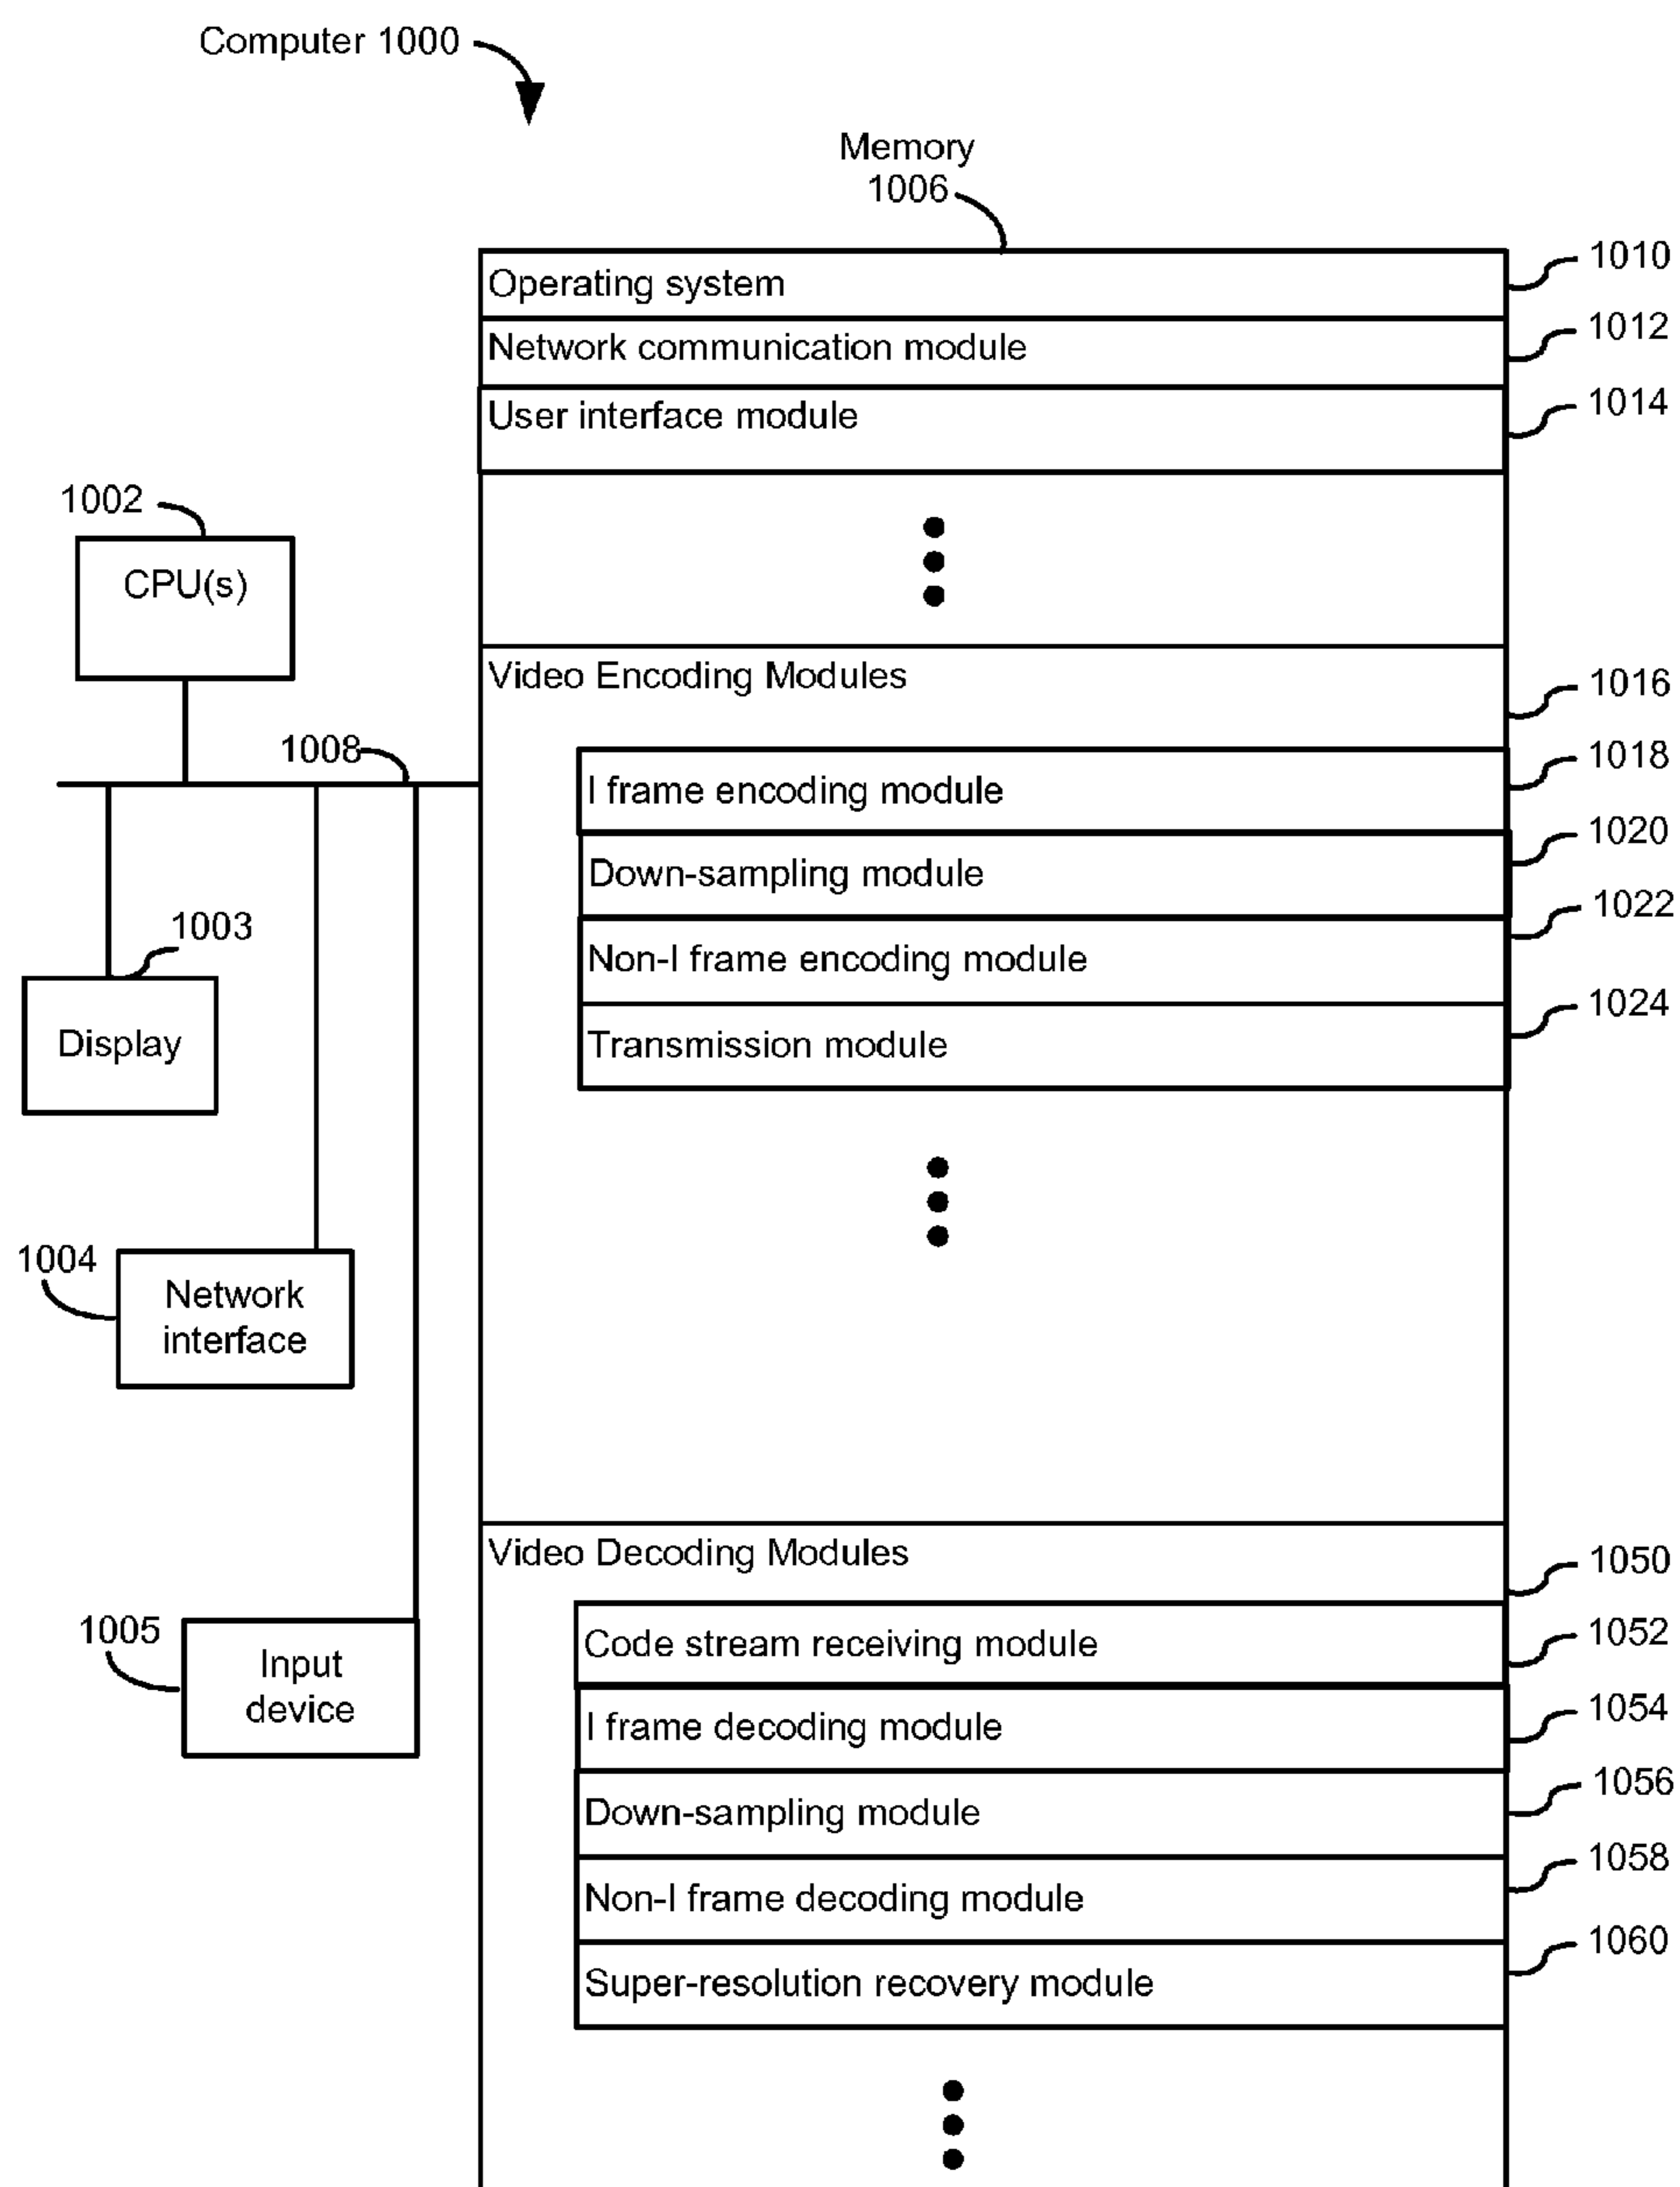 Computer 1000
Memory
1006
Operating system
1010
Network communication module
1012
User interface module
1014
1002
CPU(s)
Video Encoding Modules
1016
1008
I frame encoding module
1018
Down-sampling module
1020
Non-I frame encoding module
1022
Transmission module
1024
1003
Display
1004
Network
interface
1005
Input
device
Video Decoding Modules
1050
Code stream receiving module
1052
I frame decoding module
1054
Down-sampling module
1056
Non-I frame decoding module
1058
Super-resolution recovery module
1060